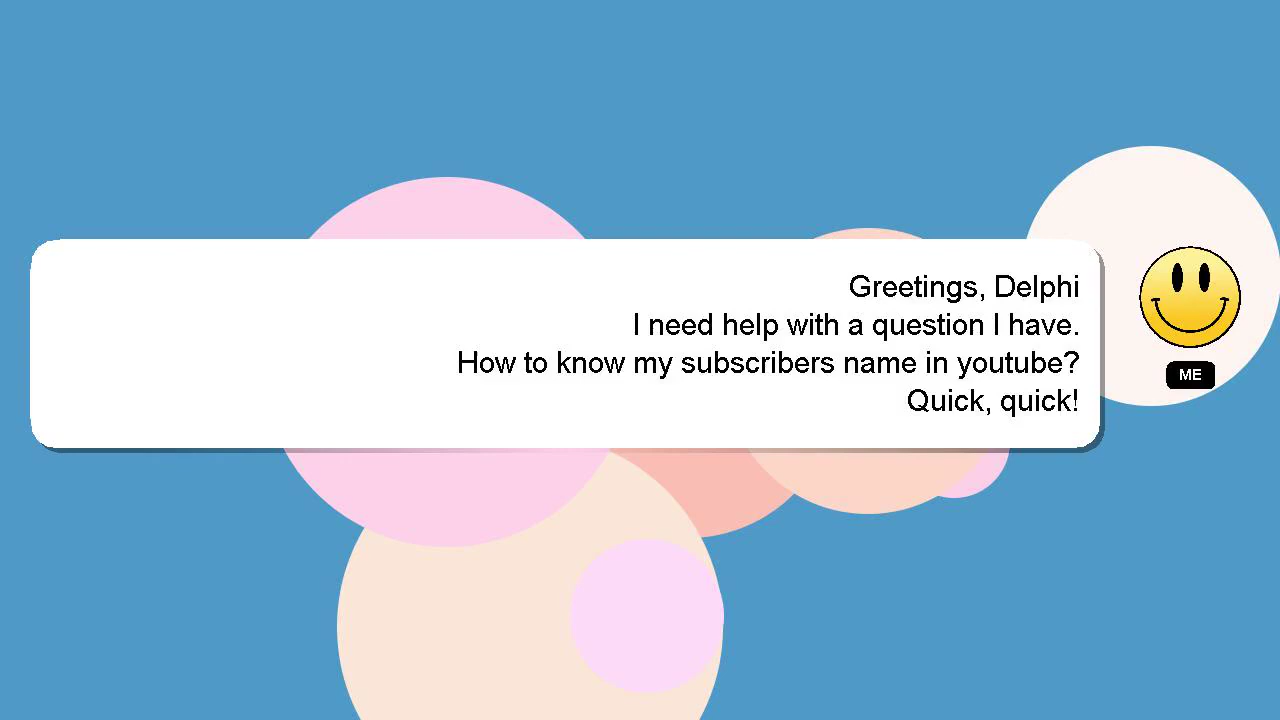 Greetings, Delphi
I need help with a question I have.
How to know my subscribers name in youtube?
Quick, quick!
ME